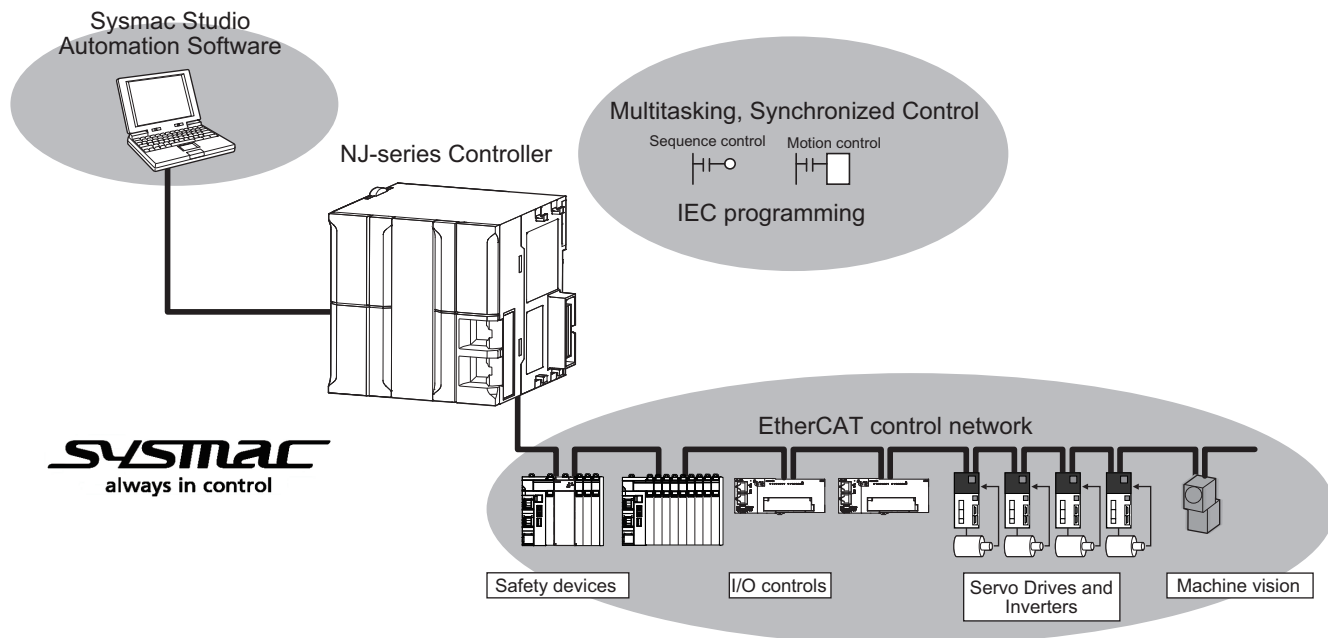 Sysmac Studio
Automation Software
NJ-series Controller
Multitasking, Synchronized Control
Sequence control
Motion control
IEC programming
EtherCAT control network
sysmac
always in control
Safety devices
I/O controls
Servo Drives and
Inverters
Machine vision